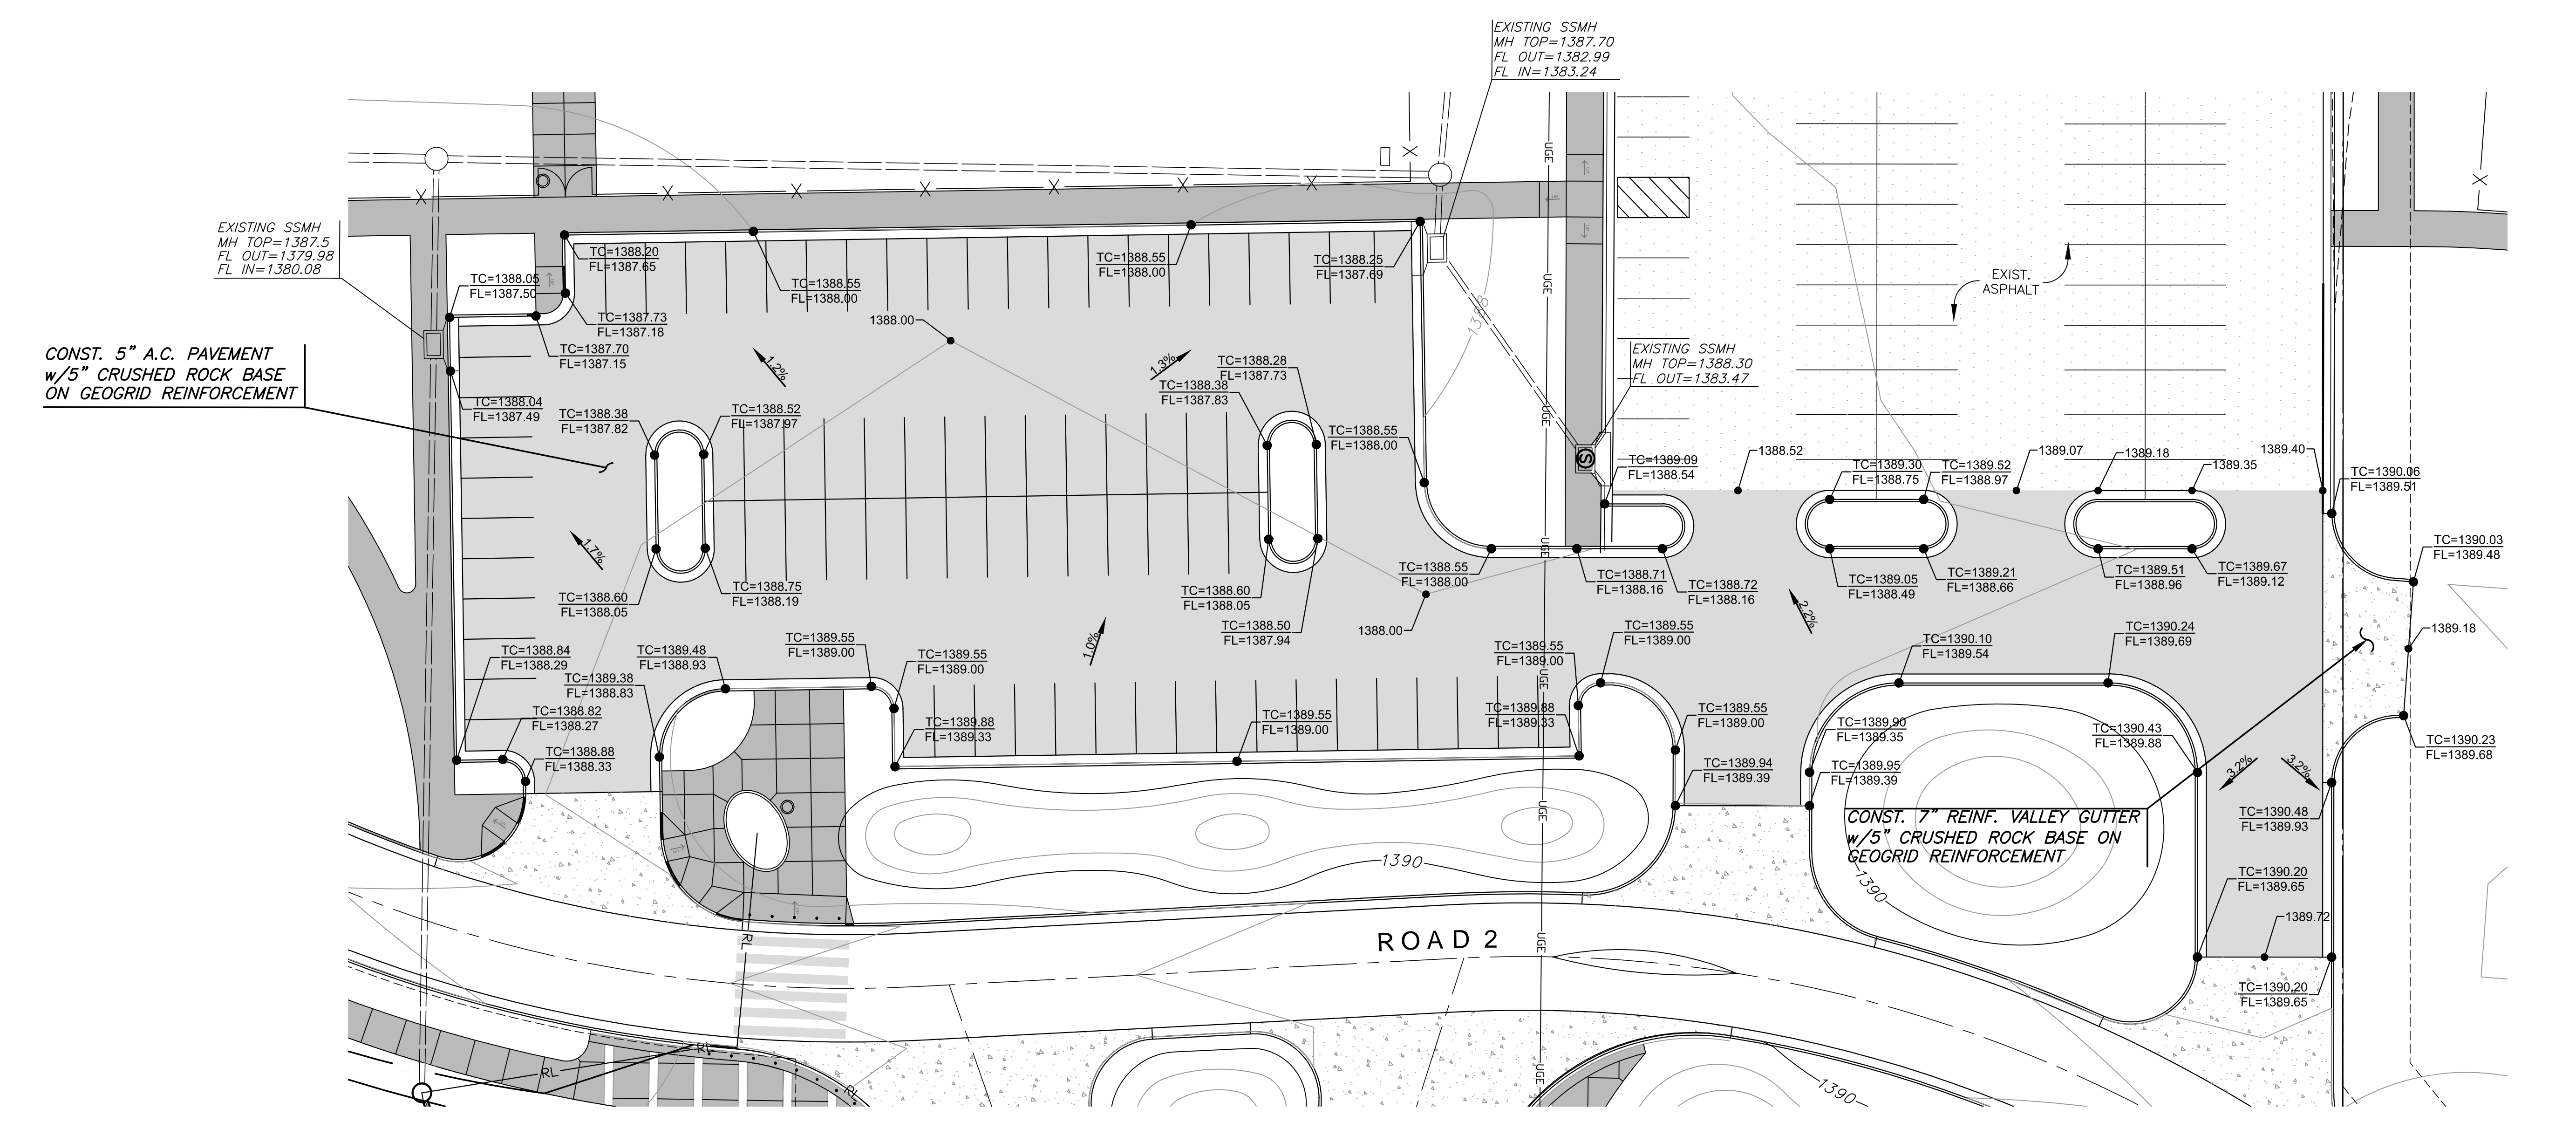 EXISTING SSMH
MH TOP=1387.70
FL OUT=1382.99
FL IN=1383.24
UGE
X
X
X
X
X
X
X
X
X
EXISTING SSMH
MH TOP=1387.5
FL OUT=1379.98
FL IN=1380.08
TC=1388.20
FL=1387.65
TC=1388.55
FL=1388.00
TC=1388.55
FL=1388.00
TC=1388.25
FL=1387.69
UGE
EXIST.
ASPHALT
TC=1388.05
FL=1387.50
TC=1387.73
FL=1387.18
1388.00
1388
TC=1387.70
FL=1387.15
1.2%
1.3%
TC=1388.28
FL=1387.73
EXISTING SSMH
MH TOP=1388.30
FL OUT=1383.47
CONST. 5" A.C. PAVEMENT
w/5" CRUSHED ROCK BASE
ON GEOGRID REINFORCEMENT
TC=1388.04
FL=1387.49
TC=1388.38
FL=1387.82
TC=1388.52
FL=1387.97
TC=1388.38
FL=1387.83
TC=1388.55
FL=1388.00
UGE
S
TC=1389.09
FL=1388.54
1388.52
TC=1389.30
FL=1388.75
TC=1389.52
FL=1388.97
1389.07
1389.18
1389.35
1389.40
TC=1390.06
FL=1389.51
1.7%
UGE
TC=1390.03
FL=1389.48
TC=1388.60
FL=1388.05
TC=1388.75
FL=1388.19
TC=1388.60
FL=1388.05
TC=1388.55
FL=1388.00
TC=1388.71
FL=1388.16
TC=1388.72
FL=1388.16
TC=1389.05
FL=1388.49
TC=1389.21
FL=1388.66
TC=1389.51
FL=1388.96
TC=1389.67
FL=1389.12
2.2%
1.0%
TC=1388.50
FL=1387.94
1388.00
1389.18
TC=1388.84
FL=1388.29
TC=1389.48
FL=1388.93
TC=1389.55
FL=1389.00
TC=1389.55
FL=1389.00
TC=1389.55
FL=1389.00
TC=1389.55
FL=1389.00
TC=1390.10
FL=1389.54
TC=1390.24
FL=1389.69
TC=1389.38
FL=1388.83
UGE
TC=1388.82
FL=1388.27
TC=1389.88
FL=1389.33
TC=1389.55
FL=1389.00
TC=1389.88
FL=1389.33
TC=1389.55
FL=1389.00
TC=1389.90
FL=1389.35
TC=1390.43
FL=1389.88
TC=1390.23
FL=1389.68
TC=1388.88
FL=1388.33
TC=1389.94
FL=1389.39
TC=1389.95
FL=1389.39
3.2%
3.2%
UGE
CONST. 7" REINF. VALLEY GUTTER
w/5" CRUSHED ROCK BASE ON
GEOGRID REINFORCEMENT
TC=1390.48
FL=1389.93
1390
1390
TC=1390.20
FL=1389.65
1389.72
RL
ROAD 2
UGE
TC=1390.20
FL=1389.65
RL
RL
RL
UGE
1390